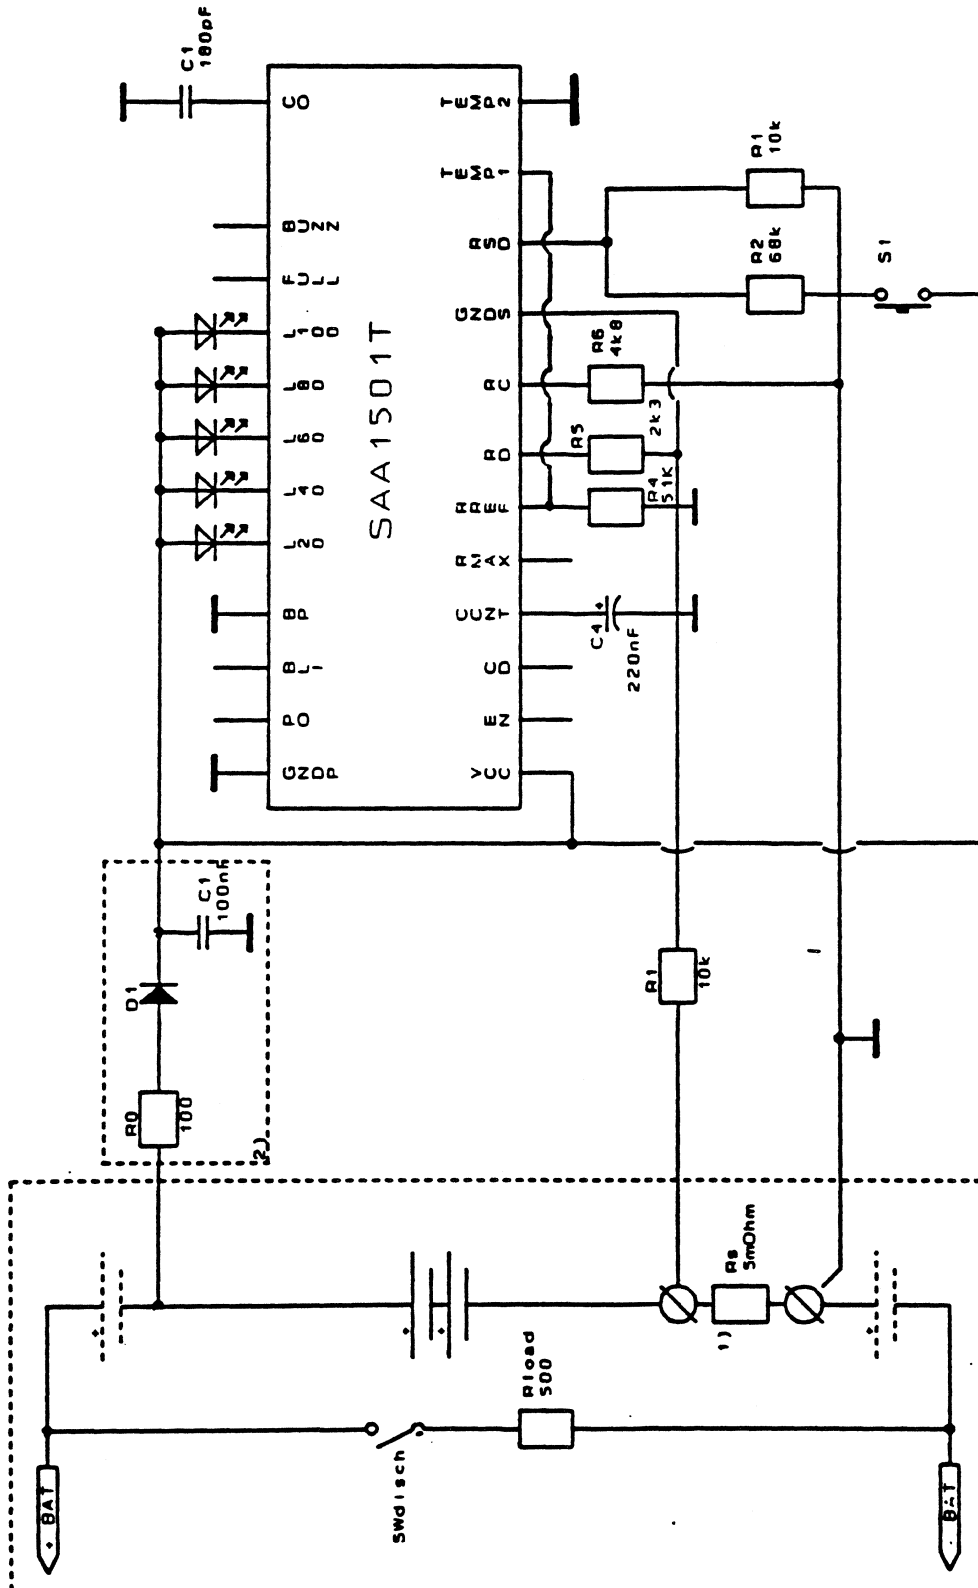 C1
180pF
CO
BUZZ
FULL
L100
L80
L60
L40
L20
BP
BLI
PO
GNDP
SAA1501T
TEMP2
TEMP1
RSD
GNDS
RC
RD
RREF
RMAX
CCNT
CD
EN
VCC
R1
10k
R2
68k
S1
R6
4k8
R5
2k3
R4
51K
C4
+
220nF
C1
100nF
D1
R0
100
2)
R1
10k
Rs
5mOhm
1)
+
+
+
+
Rload
500
SWdisch
+ BAT
- BAT